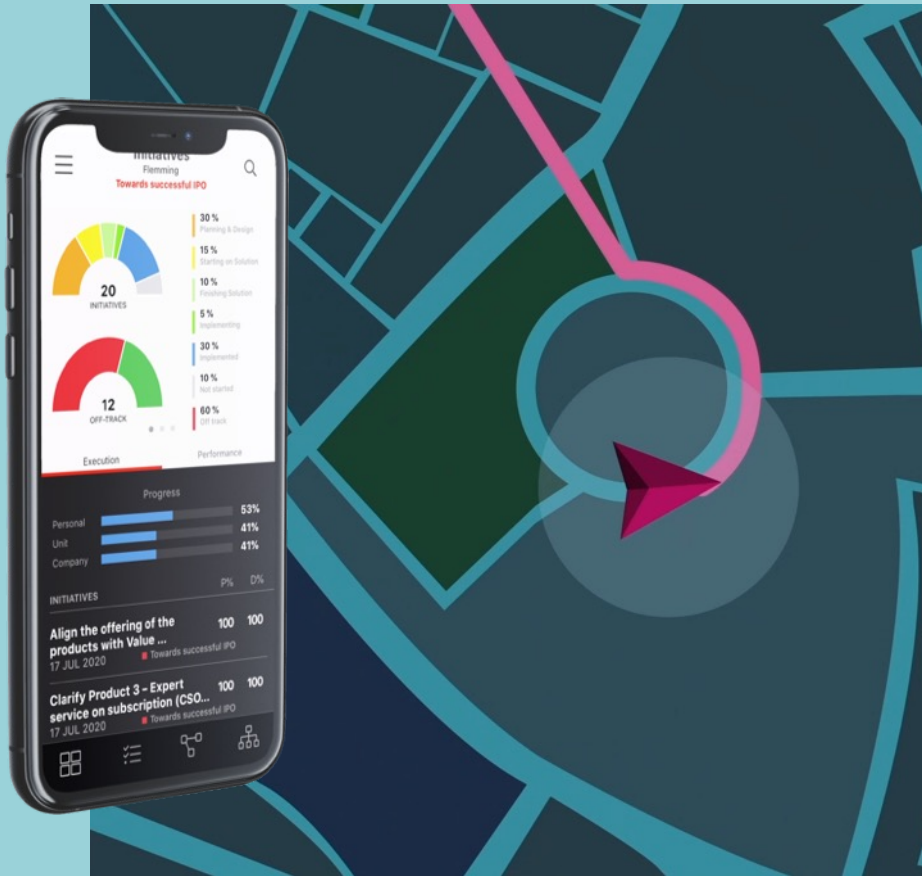 Initiatives
Flemming
Towards successful IPO
30 %
Planning & Design
15 %
Starting on Solution
10 %
Finishing Solution
5 %
Implementing
30 %
Implemented
10 %
Not started
60 %
Off track
20
INITIATIVES
12
OFF-TRACK
Execution Performance
Progress
Personal 53%
Unit 41%
Company 41%
INITIATIVES P% D%
Align the offering of the
products with Value ... 100 100
17 JUL 2020 Towards successful IPO
Clarify Product 3 - Expert
service on subscription (CSO... 100 100
17 JUL 2020 Towards successful IPO